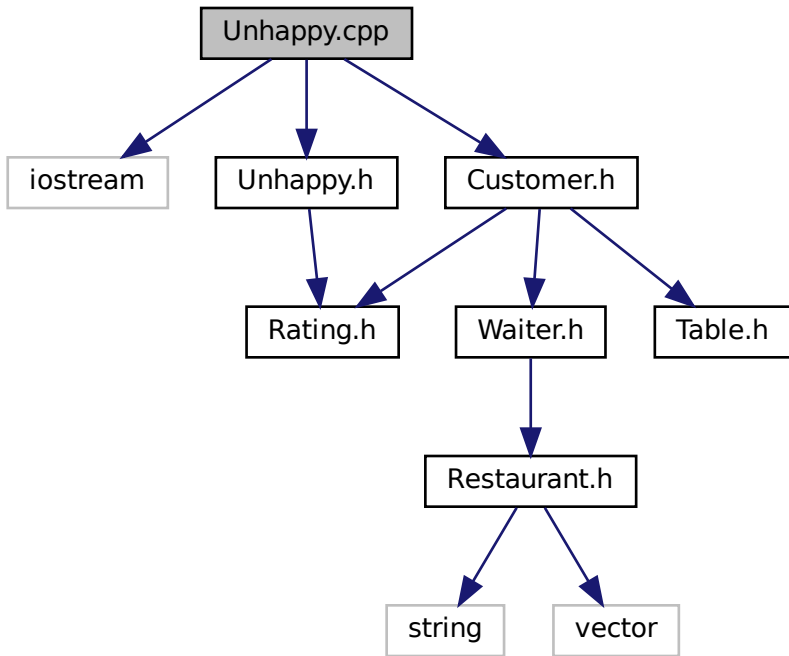 Unhappy.cpp
iostream
Unhappy.h
Customer.h
Rating.h
Waiter.h
Table.h
Restaurant.h
string
vector